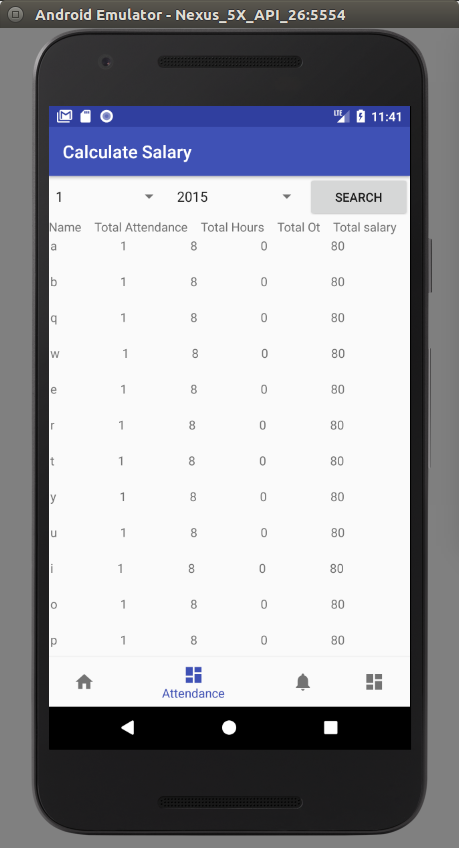 Android Emulator - Nexus_5X_API_26:5554
LTE 11:41
Calculate Salary
1 2015 SEARCH
Name Total Attendance Total Hours Total Ot Total salary
a 1 8 0 80
b 1 8 0 80
q 1 8 0 80
w 1 8 0 80
e 1 8 0 80
r 1 8 0 80
t 1 8 0 80
y 1 8 0 80
u 1 8 0 80
i 1 8 0 80
o 1 8 0 80
p 1 8 0 80
Attendance